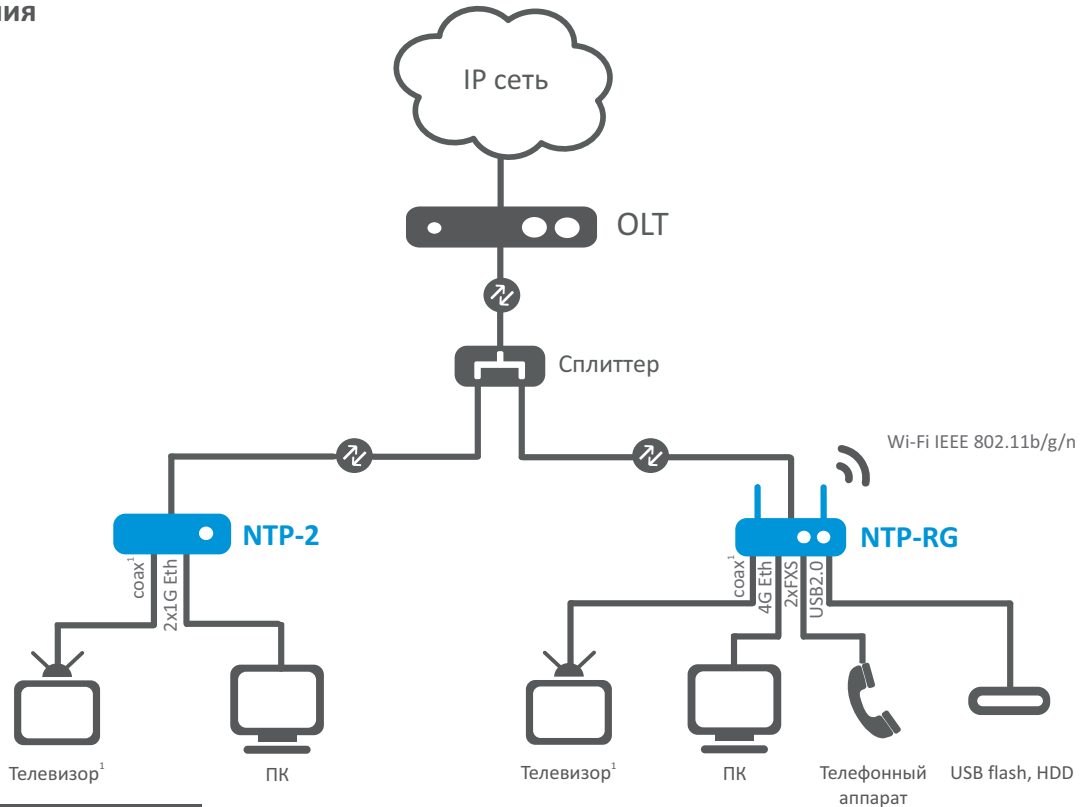 ния
IP сеть
OLT
Сплиттер
Wi-Fi IEEE 802.11b/g/n
NTP-2
NTP-RG
coax¹
2x1G Eth
coax¹
4G Eth
2xFXS
USB2.0
Телевизор¹
ПК
Телевизор¹
ПК
Телефонный
аппарат
USB flash, HDD